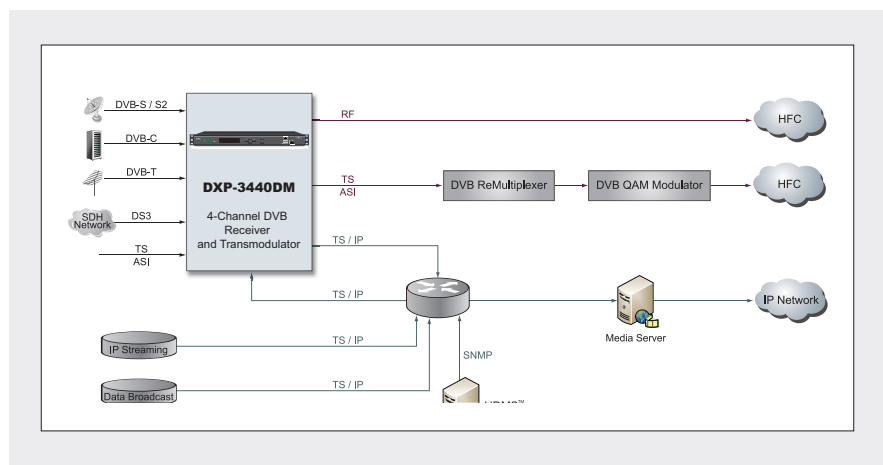 DVB-S / S2
RF
HFC
DVB-C
DVB-T
DXP-3440DM
TS
ASI
DVB ReMultiplexer
DVB QAM Modulator
HFC
SDH
Network
DS3
4-Channel DVB
Receiver
and Transmodulator
TS
ASI
TS / IP
TS / IP
IP Network
Media Server
IP Streaming
TS / IP
SNMP
Data Broadcast
TS / IP